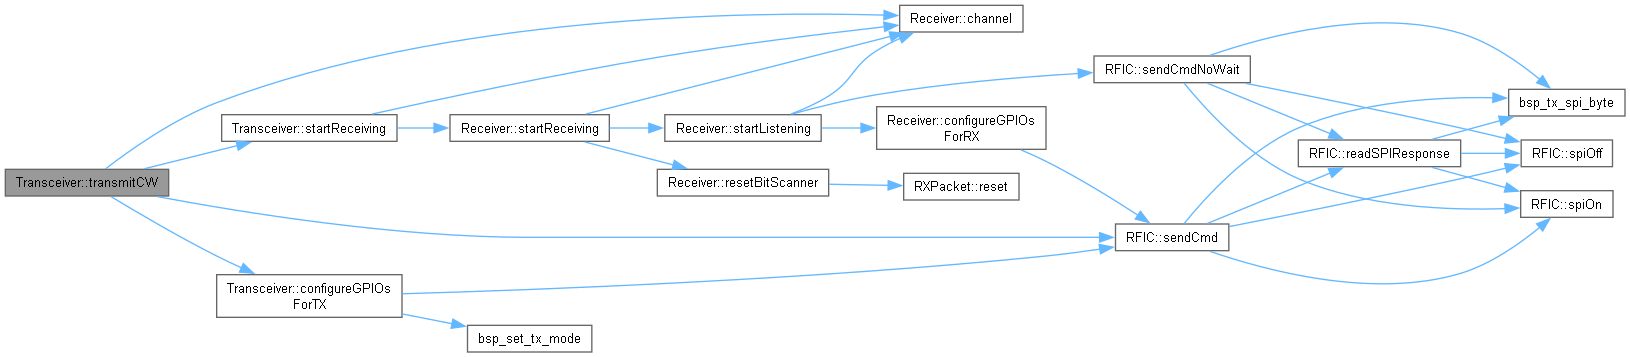 Receiver::channel
RFIC::sendCmdNoWait
bsp_tx_spi_byte
Transceiver::startReceiving
Receiver::startReceiving
Receiver::startListening
Receiver::configureGPIOs
ForRX
RFIC::readSPIResponse
RFIC::spiOff
Transceiver::transmitCW
Receiver::resetBitScanner
RXPacket::reset
RFIC::spiOn
RFIC::sendCmd
Transceiver::configureGPIOs
ForTX
bsp_set_tx_mode